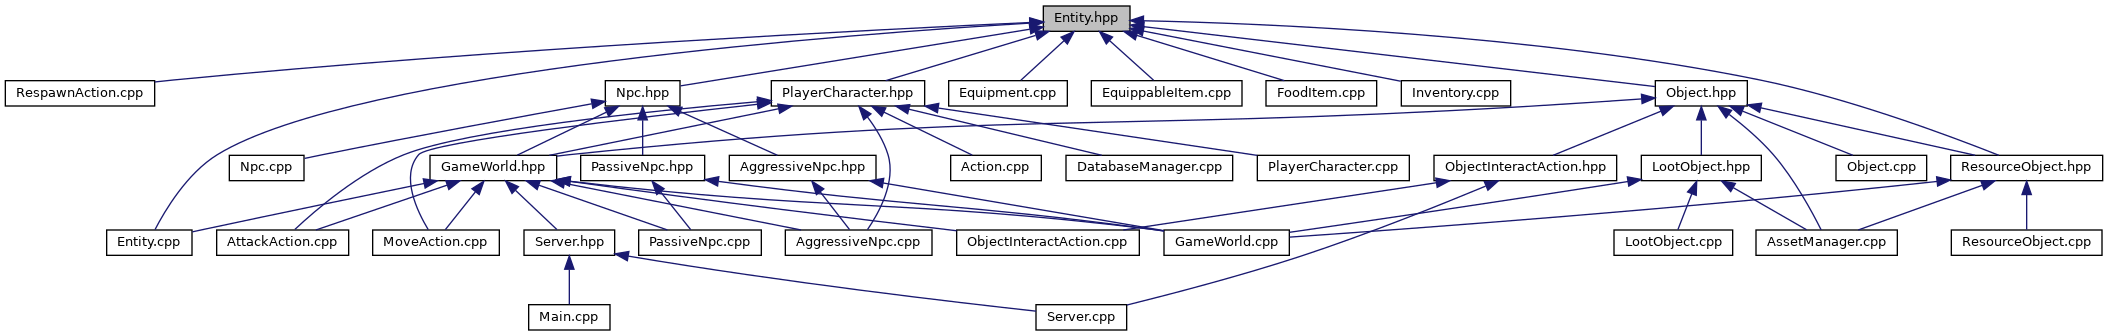 Entity.hpp
RespawnAction.cpp
Npc.hpp
PlayerCharacter.hpp
Equipment.cpp
EquippableItem.cpp
FoodItem.cpp
Inventory.cpp
Object.hpp
Npc.cpp
GameWorld.hpp
PassiveNpc.hpp
AggressiveNpc.hpp
Action.cpp
DatabaseManager.cpp
PlayerCharacter.cpp
ObjectInteractAction.hpp
LootObject.hpp
Object.cpp
ResourceObject.hpp
Entity.cpp
AttackAction.cpp
MoveAction.cpp
Server.hpp
PassiveNpc.cpp
AggressiveNpc.cpp
ObjectInteractAction.cpp
GameWorld.cpp
LootObject.cpp
AssetManager.cpp
ResourceObject.cpp
Main.cpp
Server.cpp